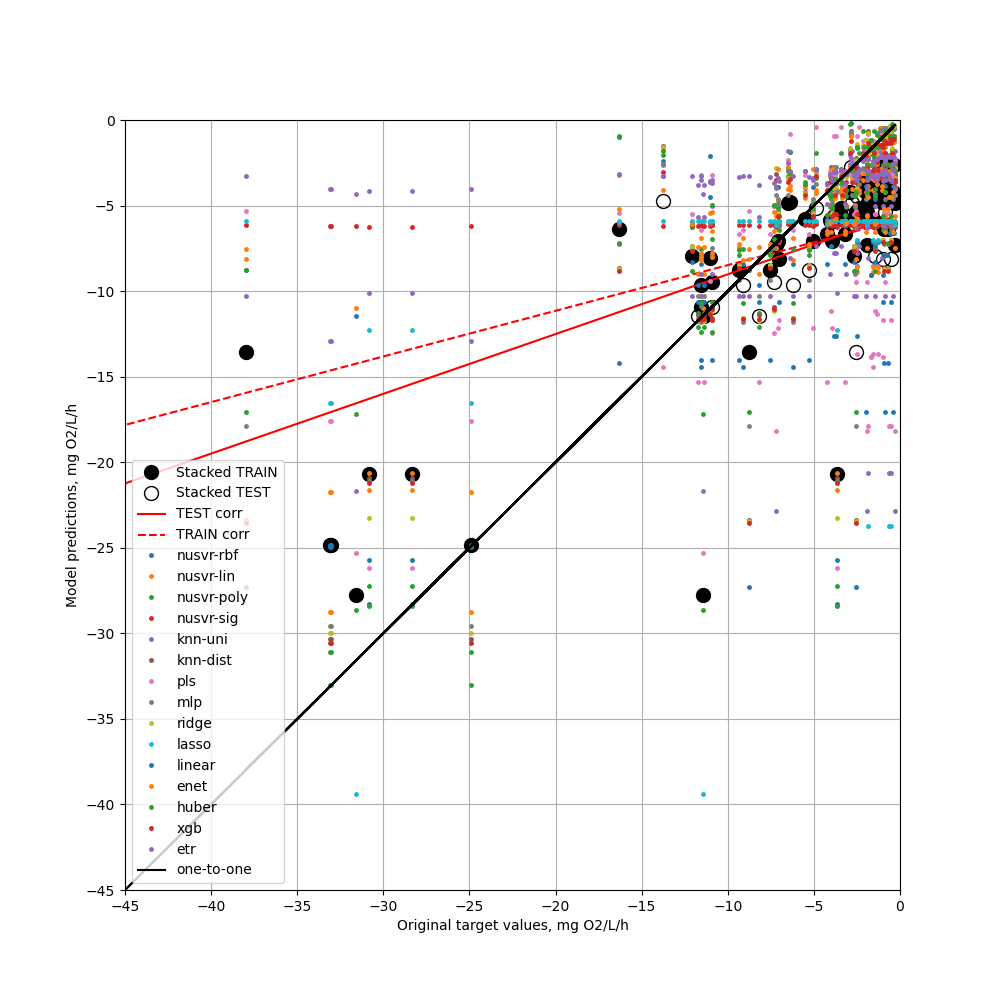 0
−5
−10
−15
−20
−25
−30
−35
−40
−45
Model predictions, mg O2/L/h
Stacked TRAIN
Stacked TEST
TEST corr
TRAIN corr
nusvr-rbf
nusvr-lin
nusvr-poly
nusvr-sig
knn-uni
knn-dist
pls
mlp
ridge
lasso
linear
enet
huber
xgb
etr
one-to-one
−45 −40 −35 −30 −25 −20 −15 −10 −5 0
Original target values, mg O2/L/h